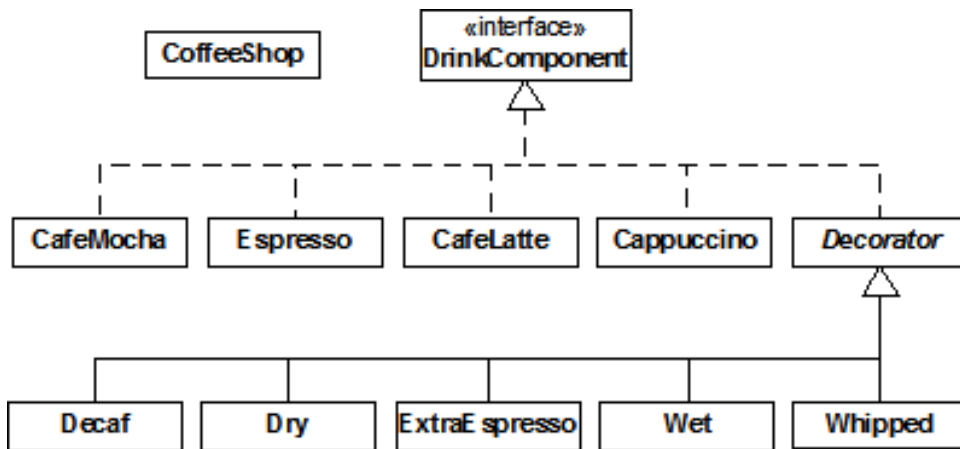 «interface»
CoffeeShop
DrinkComponent
CafeMocha
Espresso
CafeLatte
Cappuccino
Decorator
Decaf
Dry
ExtraEspresso
Wet
Whipped